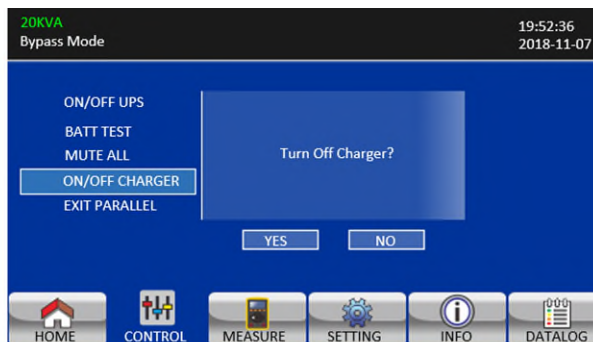 20KVA
Bypass Mode
19:52:36
2018-11-07
ON/OFF UPS
BATT TEST
MUTE ALL
ON/OFF CHARGER
EXIT PARALLEL
Turn Off Charger?
YES
NO
HOME
CONTROL
MEASURE
SETTING
INFO
DATALOG